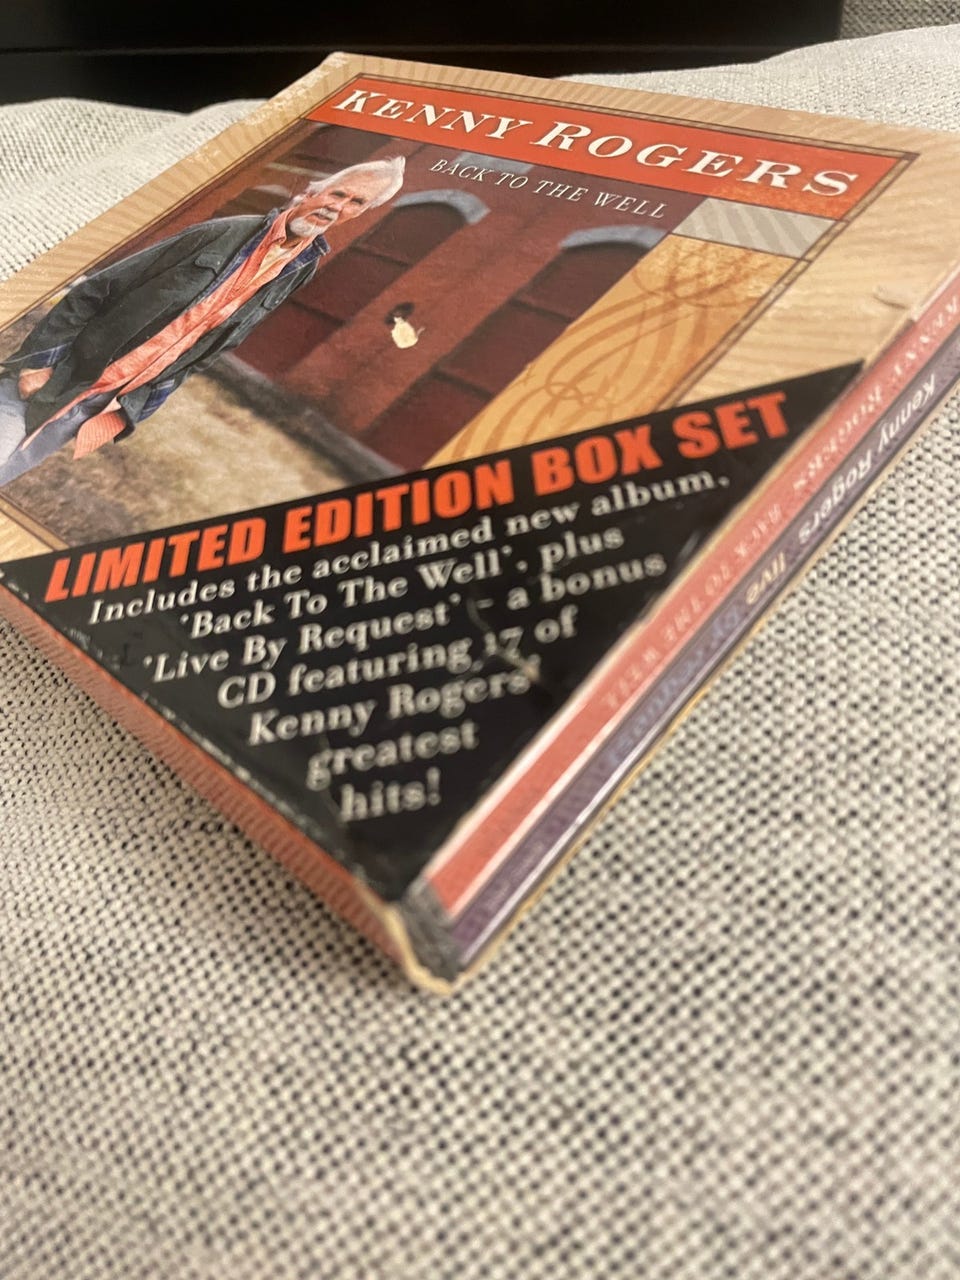 KENNY ROGERS
BACK TO THE WELL
LIMITED EDITION BOX SET
Includes the acclaimed new album,
'Back To The Well', plus
'Live By Request' - a bonus
CD featuring 17 of
Kenny Rogers'
greatest
hits!
KENNY ROGERS BACK TO THE WELL
Kenny Rogers live by request